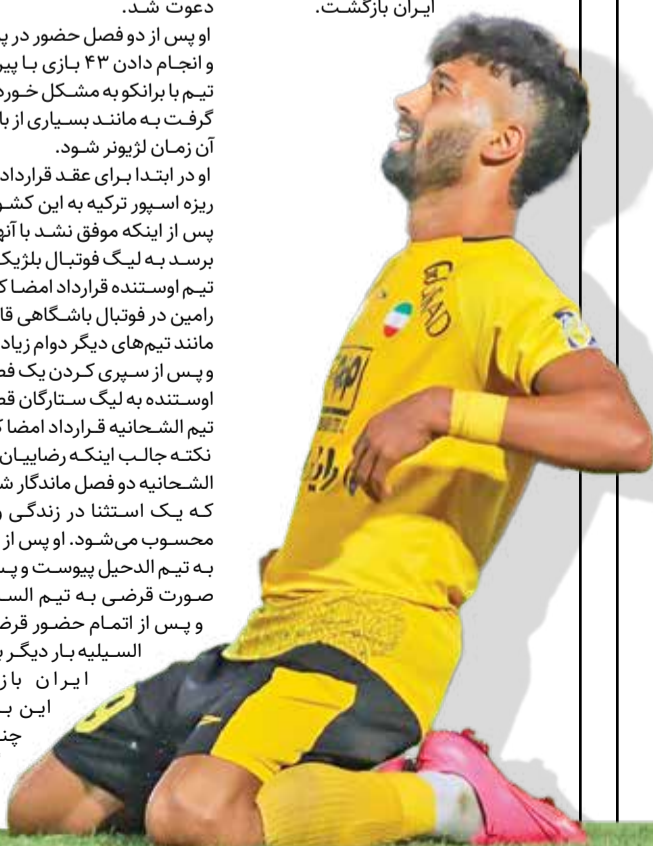 ایران بازگشت.
دعوت شد.
او پس از دو فصل حضور در پر
و انجام دادن ۴۳ بازی با پیر
تیم با برانکو به مشکل خورد
گرفت به مانند بسیاری از با
آن زمان لژیونر شود.
او در ابتدا برای عقد قرارداد
ریزه اسپور ترکیه به این کشو
پس از اینکه موفق نشد با آنه
برسد به لیگ فوتبال بلژیک
تیم اوستنده قرارداد امضا ک
رامین در فوتبال باشگاهی قا
مانند تیم‌های دیگر دوام زیاد
و پس از سپری کردن یک فص
اوستنده به لیگ ستارگان قط
تیم الشحانیه قرارداد امضا ک
نکته جالب اینکه رضاییان
الشحانیه دو فصل ماندگار ش
که یک استثنا در زندگی و
محسوب می‌شود. او پس از
به تیم الدحیل پیوست و پس
صورت قرضی به تیم الس
و پس از اتمام حضور قرض
السیلیه بار دیگر ب
ایران باز
این ب
چند